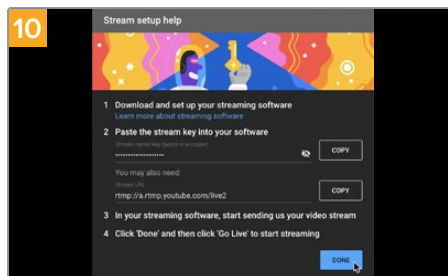 10
Stream setup help
1 Download and set up your streaming software
Learn more about streaming software
2 Paste the stream key into your software
Stream name/key (paste in encoder)
••••••••••••••••••• COPY
You may also need:
Stream URL
rtmp://a.rtmp.youtube.com/live2 COPY
3 In your streaming software, start sending us your video stream
4 Click 'Done' and then click 'Go Live' to start streaming
DONE